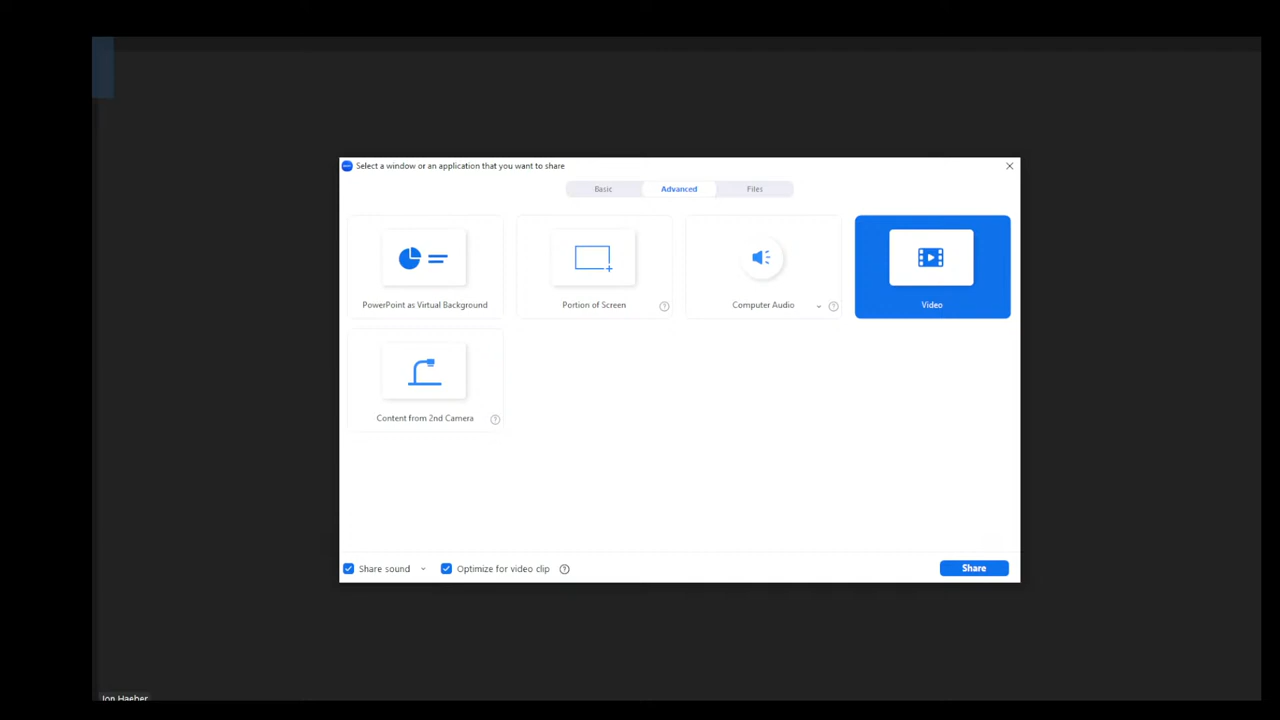 Select a window or an application that you want to share
Basic
Advanced
Files
PowerPoint as Virtual Background
Portion of Screen
Computer Audio
Video
Content from 2nd Camera
Share sound
Optimize for video clip
Share
Jon Haeber